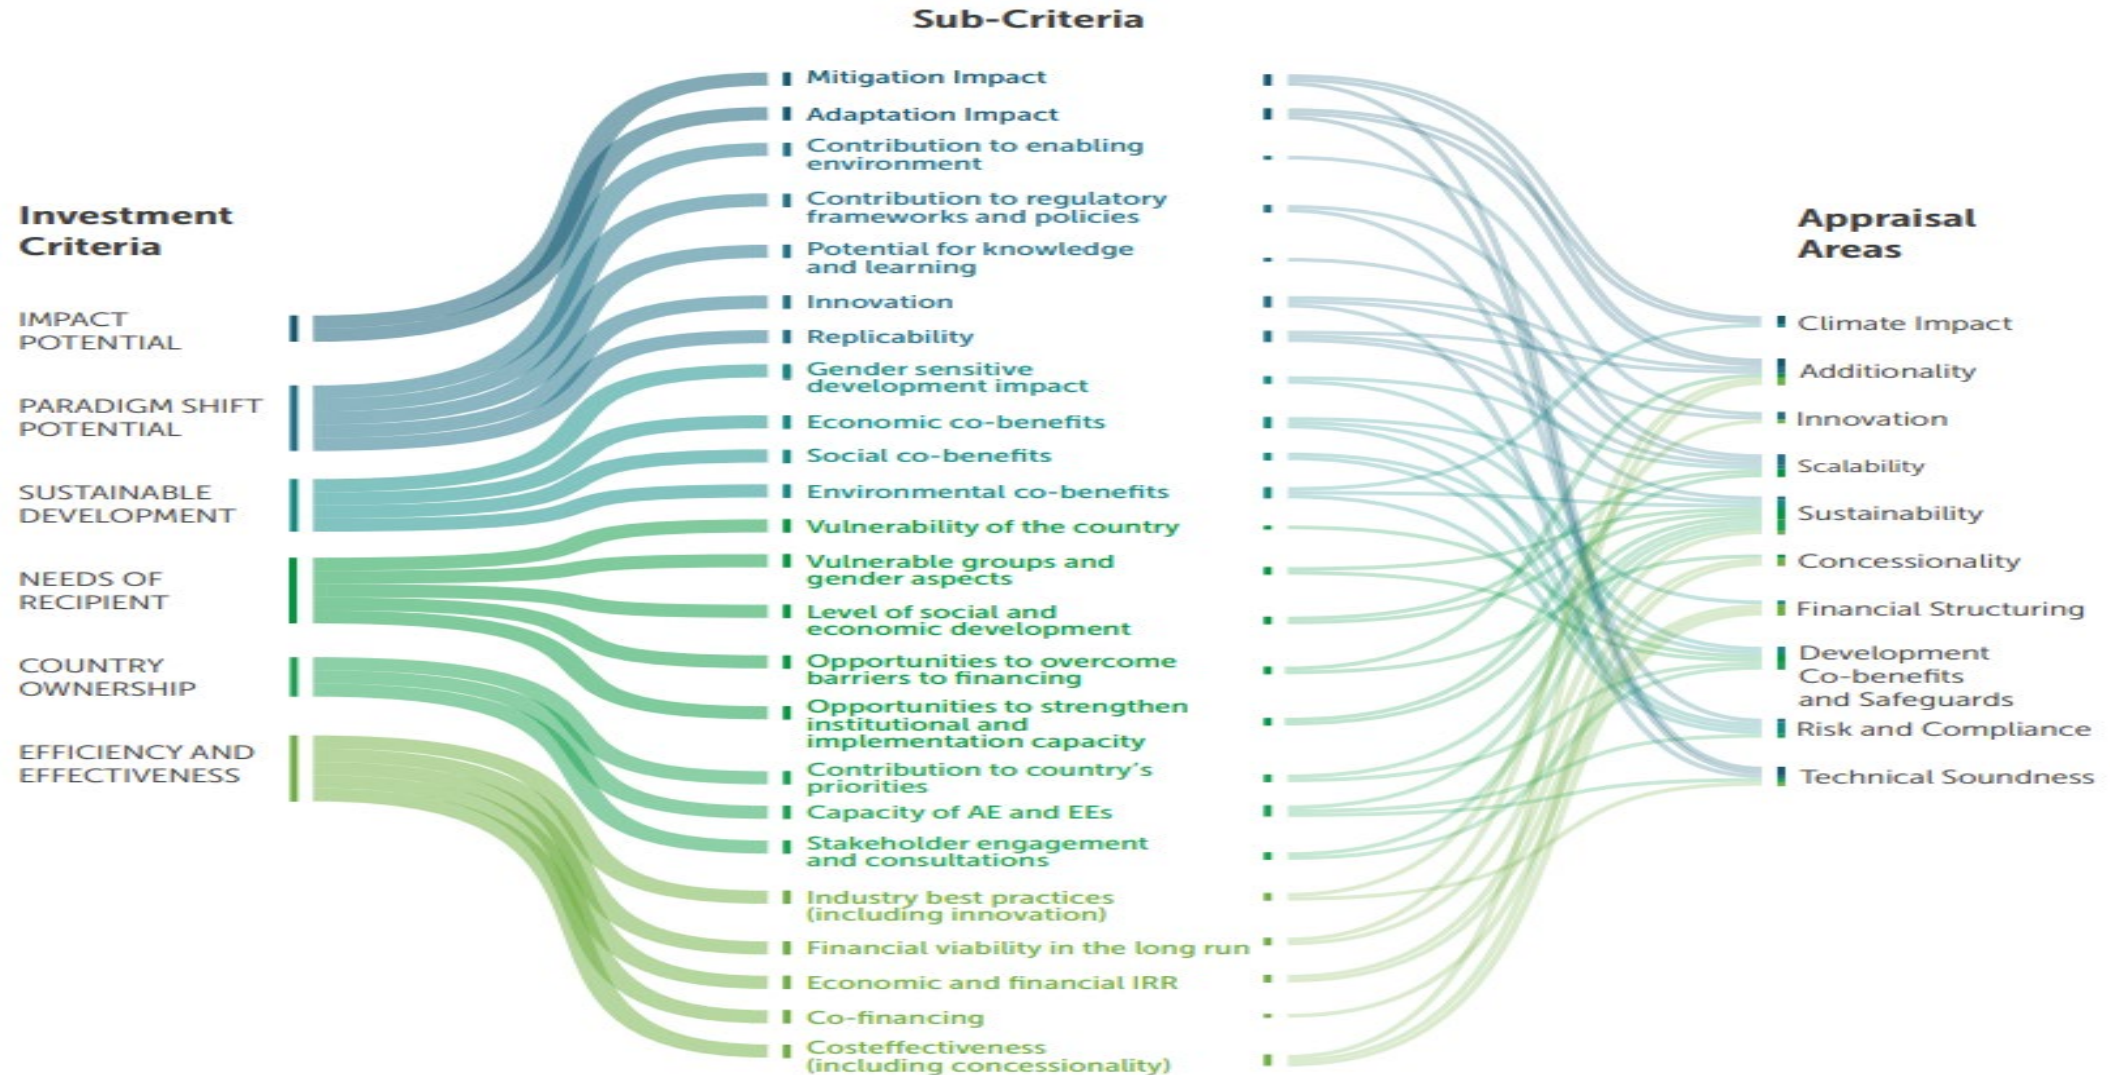 Sub-Criteria
Investment
Criteria
IMPACT
POTENTIAL
PARADIGM SHIFT
POTENTIAL
SUSTAINABLE
DEVELOPMENT
NEEDS OF
RECIPIENT
COUNTRY
OWNERSHIP
EFFICIENCY AND
EFFECTIVENESS
Mitigation Impact
Adaptation Impact
Contribution to enabling
environment
Contribution to regulatory
frameworks and policies
Potential for knowledge
and learning
Innovation
Replicability
Gender sensitive
development impact
Economic co-benefits
Social co-benefits
Environmental co-benefits
Vulnerability of the country
Vulnerable groups and
gender aspects
Level of social and
economic development
Opportunities to overcome
barriers to financing
Opportunities to strengthen
institutional and
implementation capacity
Contribution to country's
priorities
Capacity of AE and EEs
Stakeholder engagement
and consultations
Industry best practices
(including innovation)
Financial viability in the long run
Economic and financial IRR
Co-financing
Costeffectiveness
(including concessionality)
Appraisal
Areas
Climate Impact
Additionality
Innovation
Scalability
Sustainability
Concessionality
Financial Structuring
Development
Co-benefits
and Safeguards
Risk and Compliance
Technical Soundness